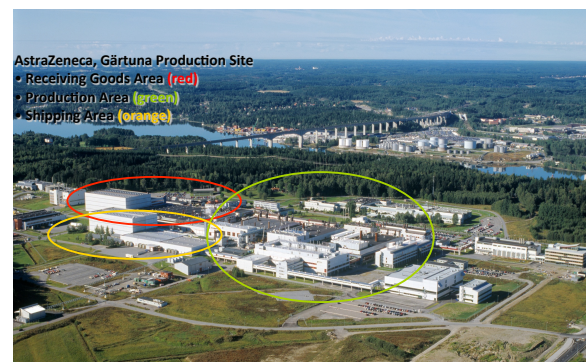 AstraZeneca, Gärtuna Production Site
• Receiving Goods Area (red)
• Production Area (green)
• Shipping Area (orange)